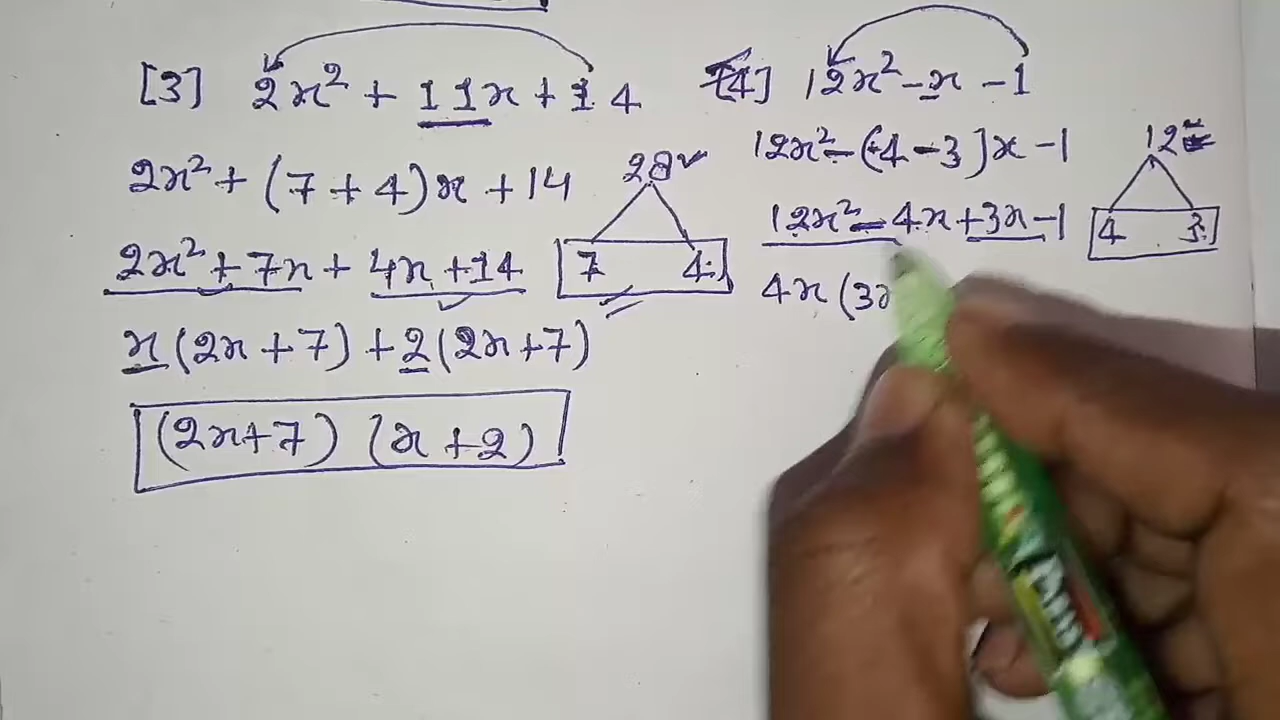 [3] 2x² + 11x + 14
2x² + (7 + 4)x + 14
28
7 4
2x² + 7x + 4x + 14
x(2x + 7) + 2(2x + 7)
(2x + 7) (x + 2)
[4] 12x² - x - 1
12x² - (4 - 3)x - 1
12
4 3
12x² - 4x + 3x - 1
4x(3x